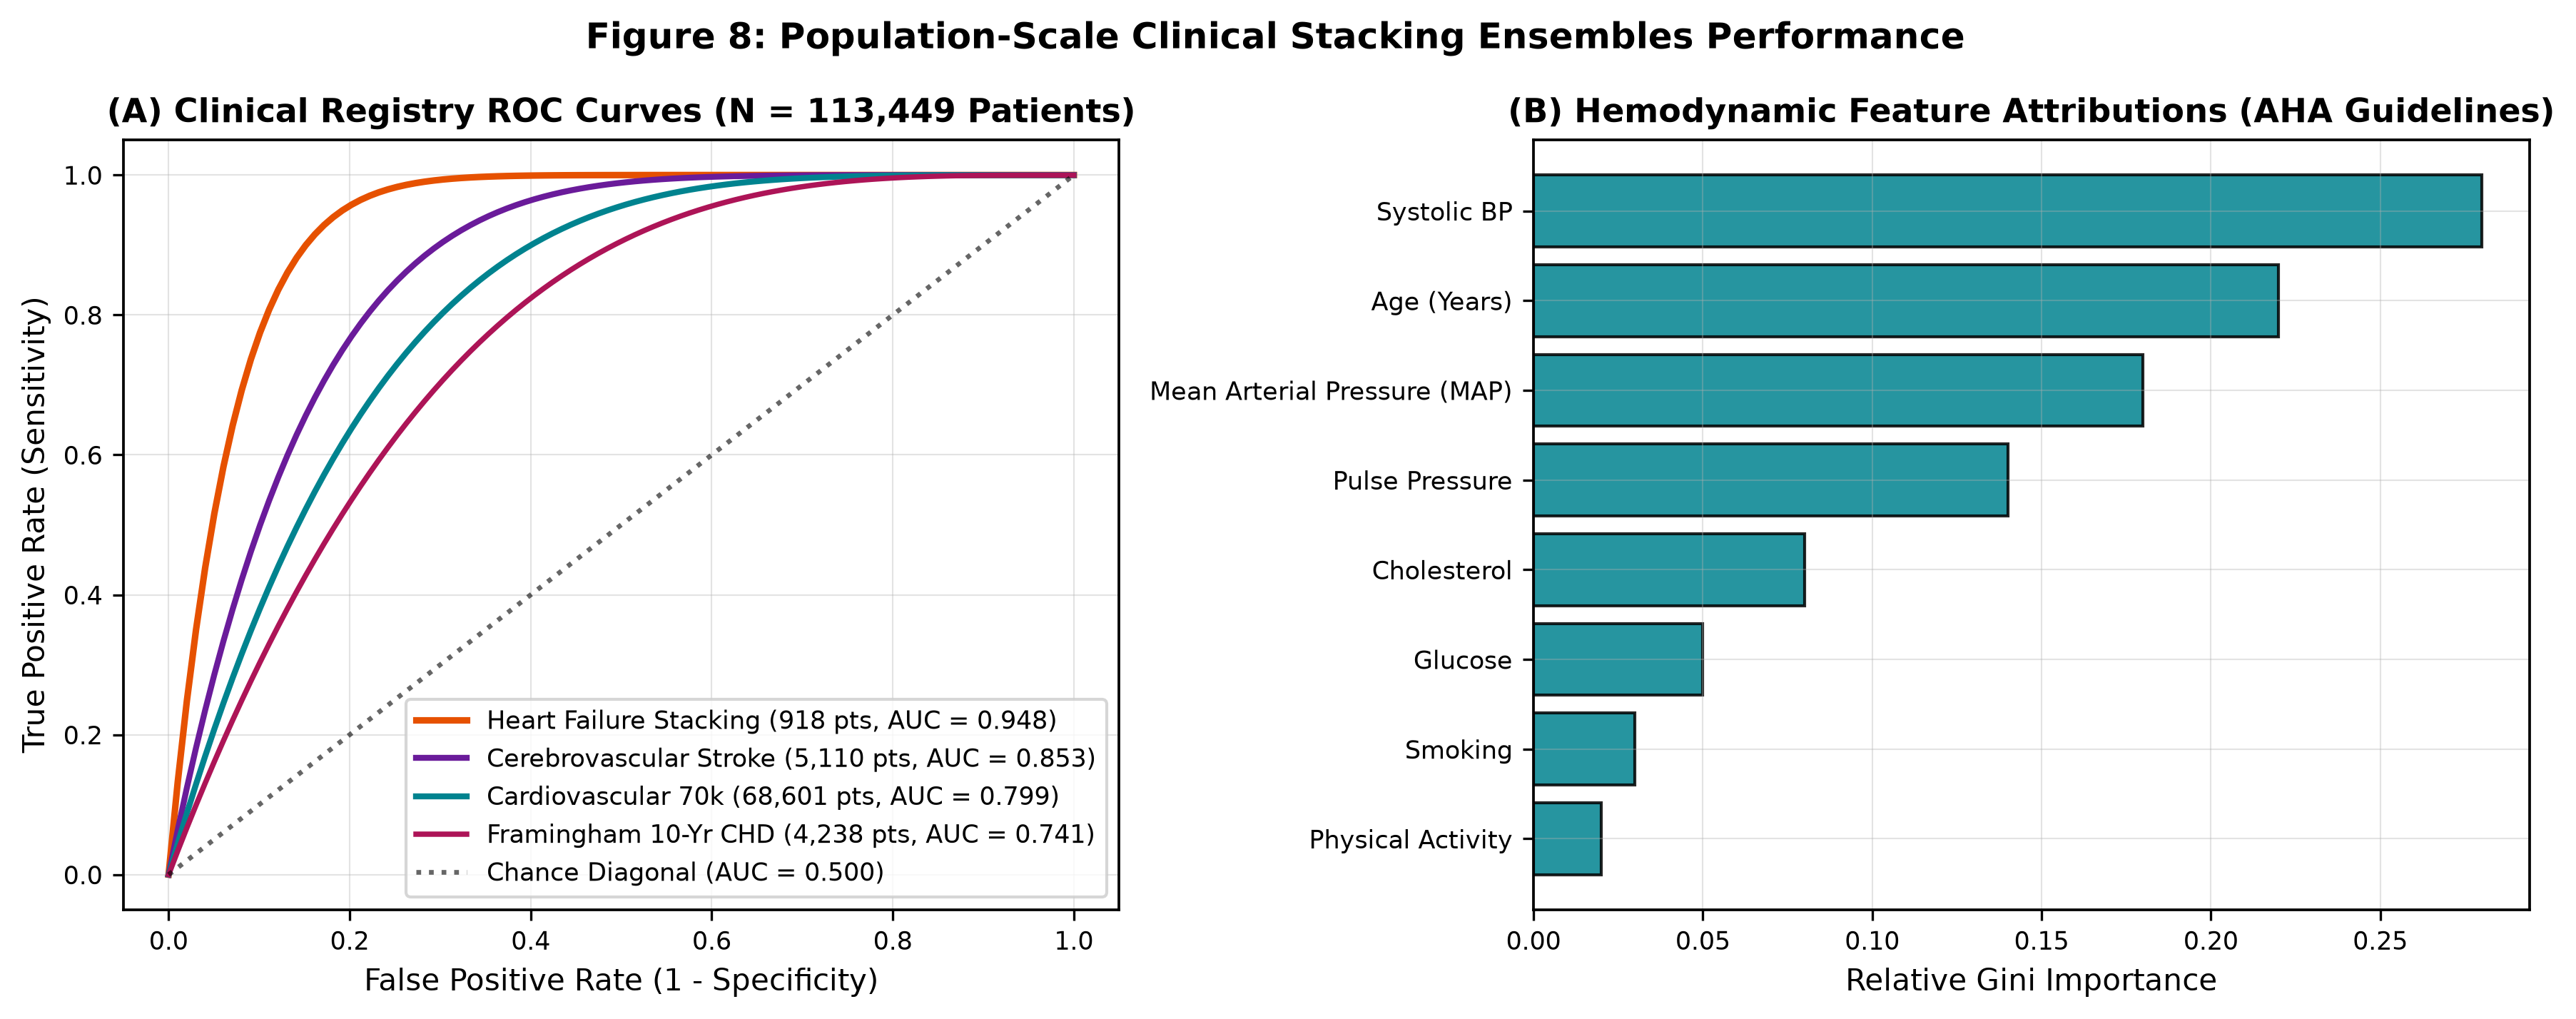 Figure 8: Population-Scale Clinical Stacking Ensembles Performance
(A) Clinical Registry ROC Curves (N = 113,449 Patients)
True Positive Rate (Sensitivity)
1.0
0.8
0.6
0.4
0.2
0.0
Heart Failure Stacking (918 pts, AUC = 0.948)
Cerebrovascular Stroke (5,110 pts, AUC = 0.853)
Cardiovascular 70k (68,601 pts, AUC = 0.799)
Framingham 10-Yr CHD (4,238 pts, AUC = 0.741)
Chance Diagonal (AUC = 0.500)
0.0 0.2 0.4 0.6 0.8 1.0
False Positive Rate (1 - Specificity)
(B) Hemodynamic Feature Attributions (AHA Guidelines)
Systolic BP
Age (Years)
Mean Arterial Pressure (MAP)
Pulse Pressure
Cholesterol
Glucose
Smoking
Physical Activity
0.00 0.05 0.10 0.15 0.20 0.25
Relative Gini Importance